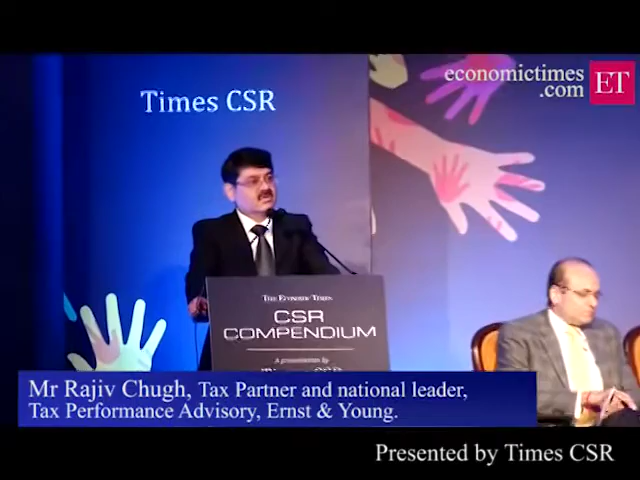 economictimes
.com
ET
Times CSR
THE ECONOMIC TIMES
CSR
COMPENDIUM
A presentation by
Mr Rajiv Chugh, Tax Partner and national leader,
Tax Performance Advisory, Ernst & Young.
Presented by Times CSR